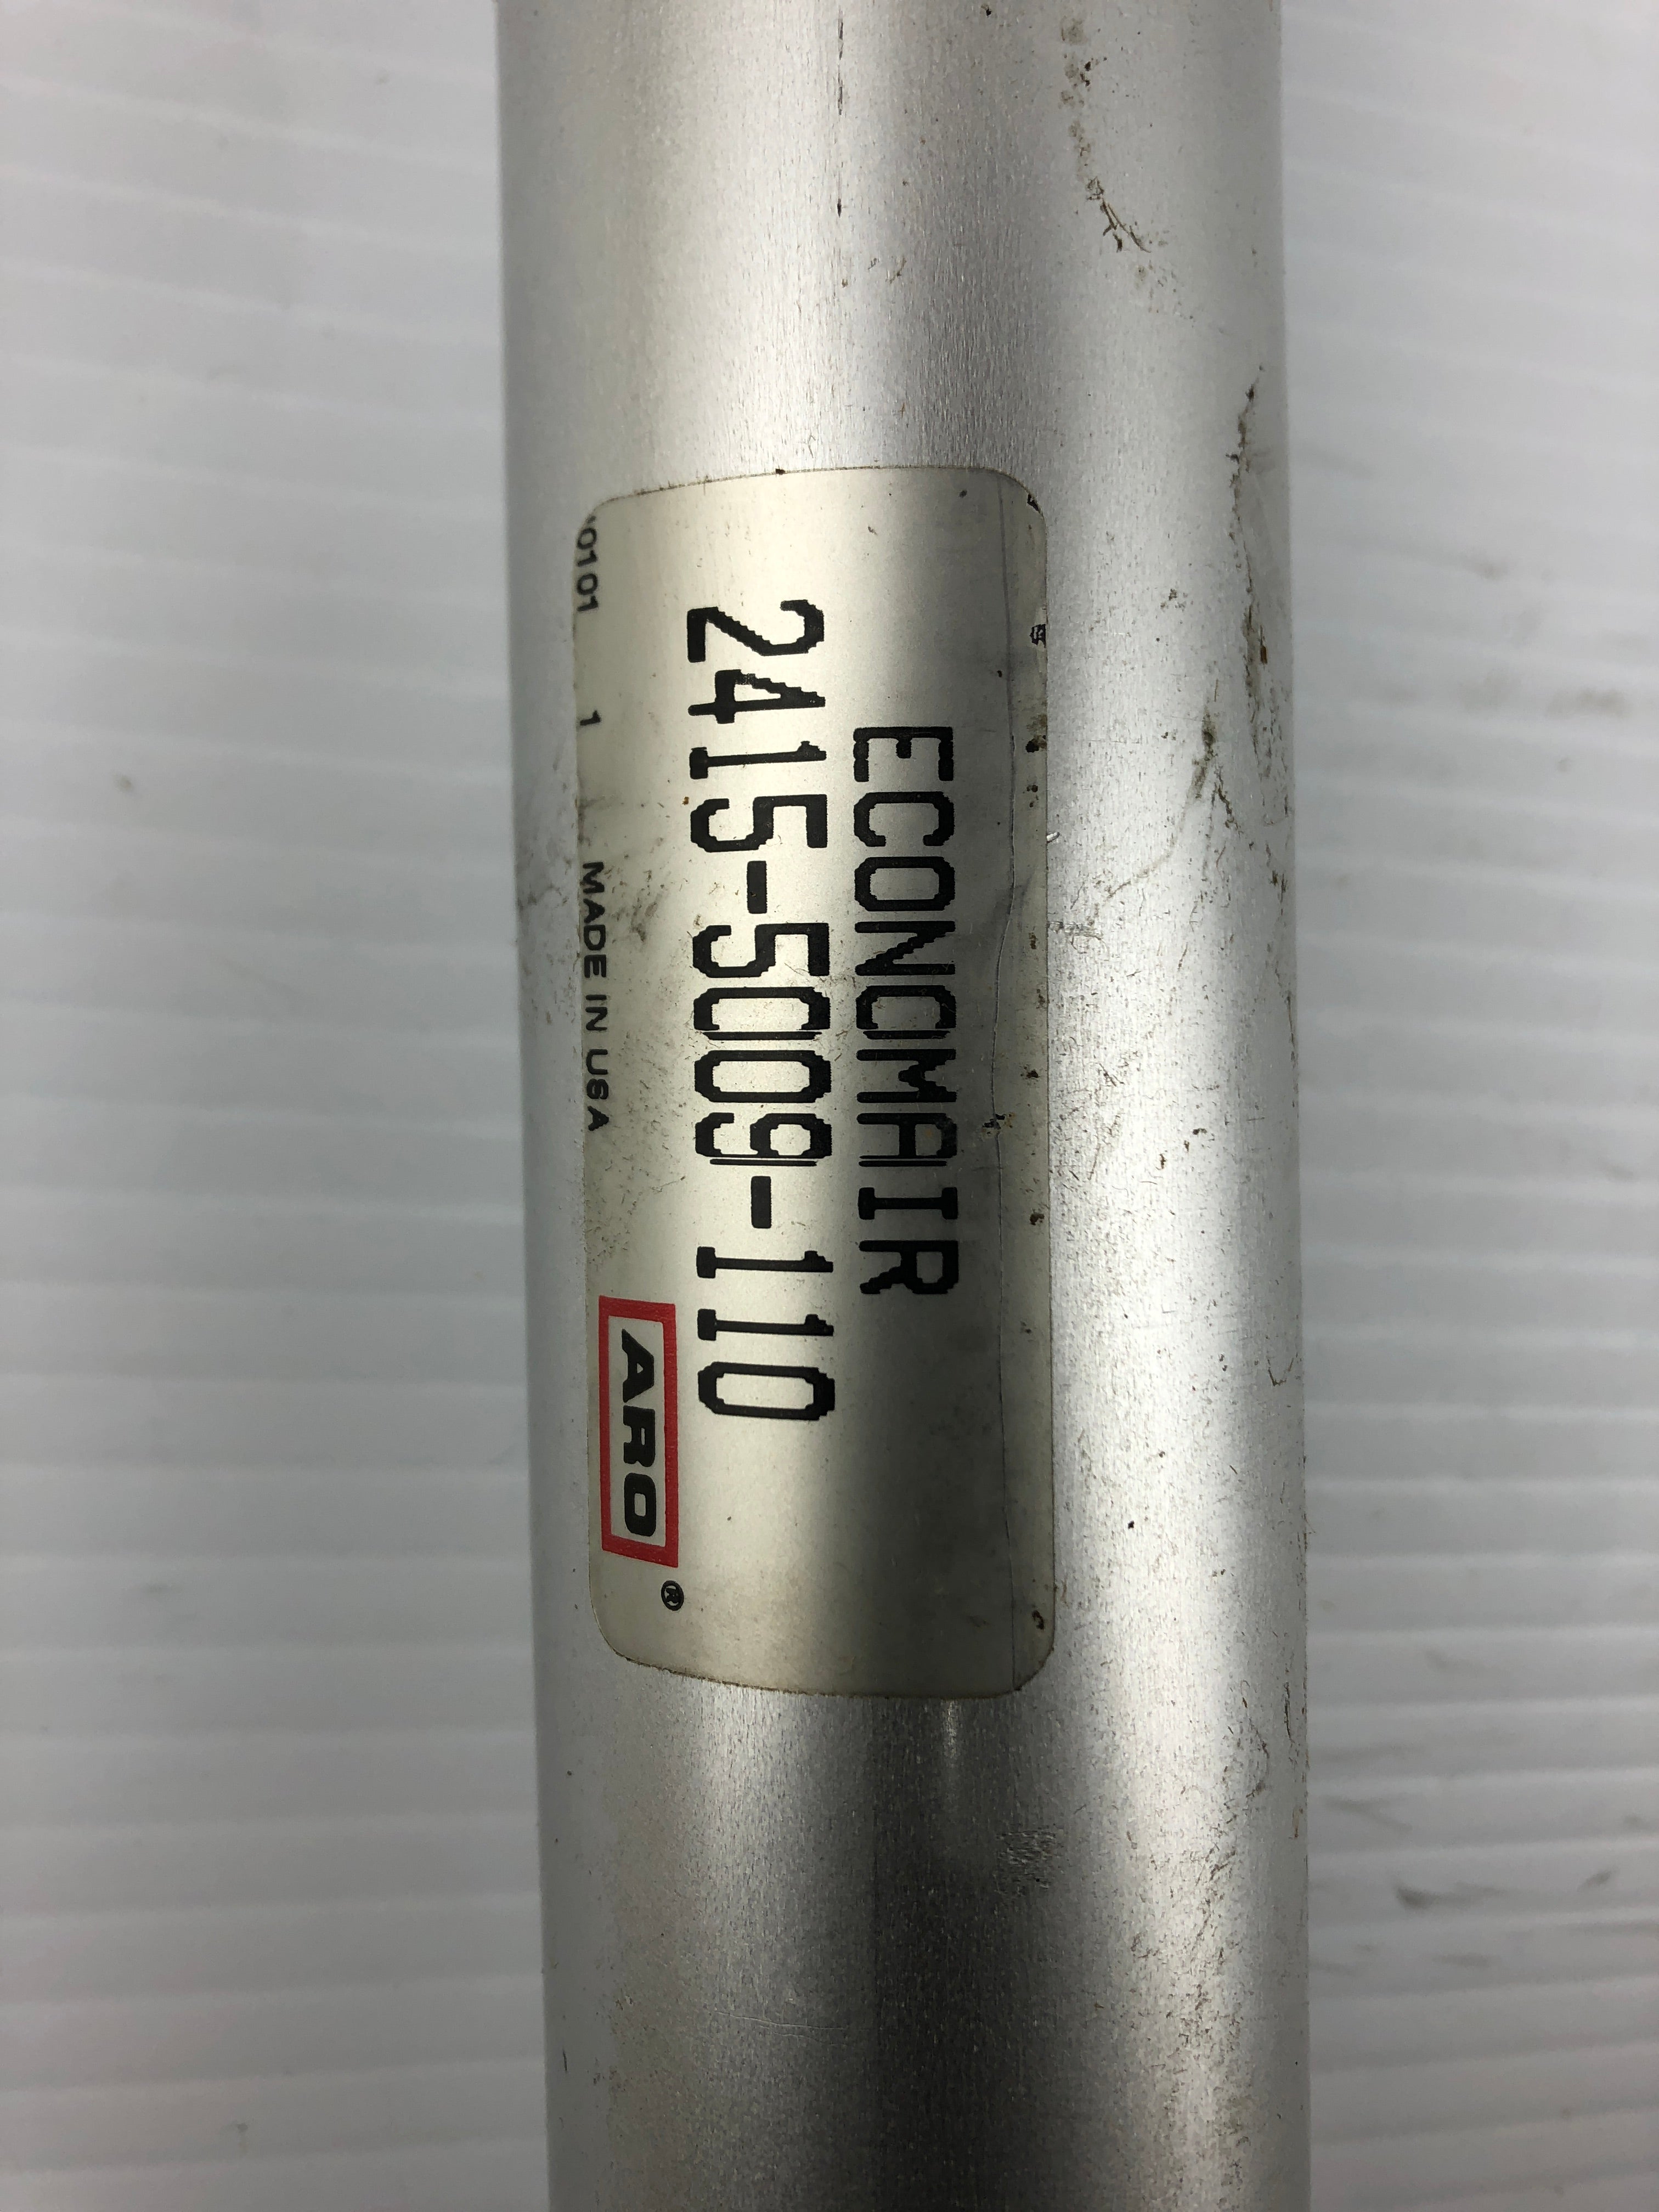 ECONOMAIR
2415-5009-110
ARO®
0101 1 MADE IN USA